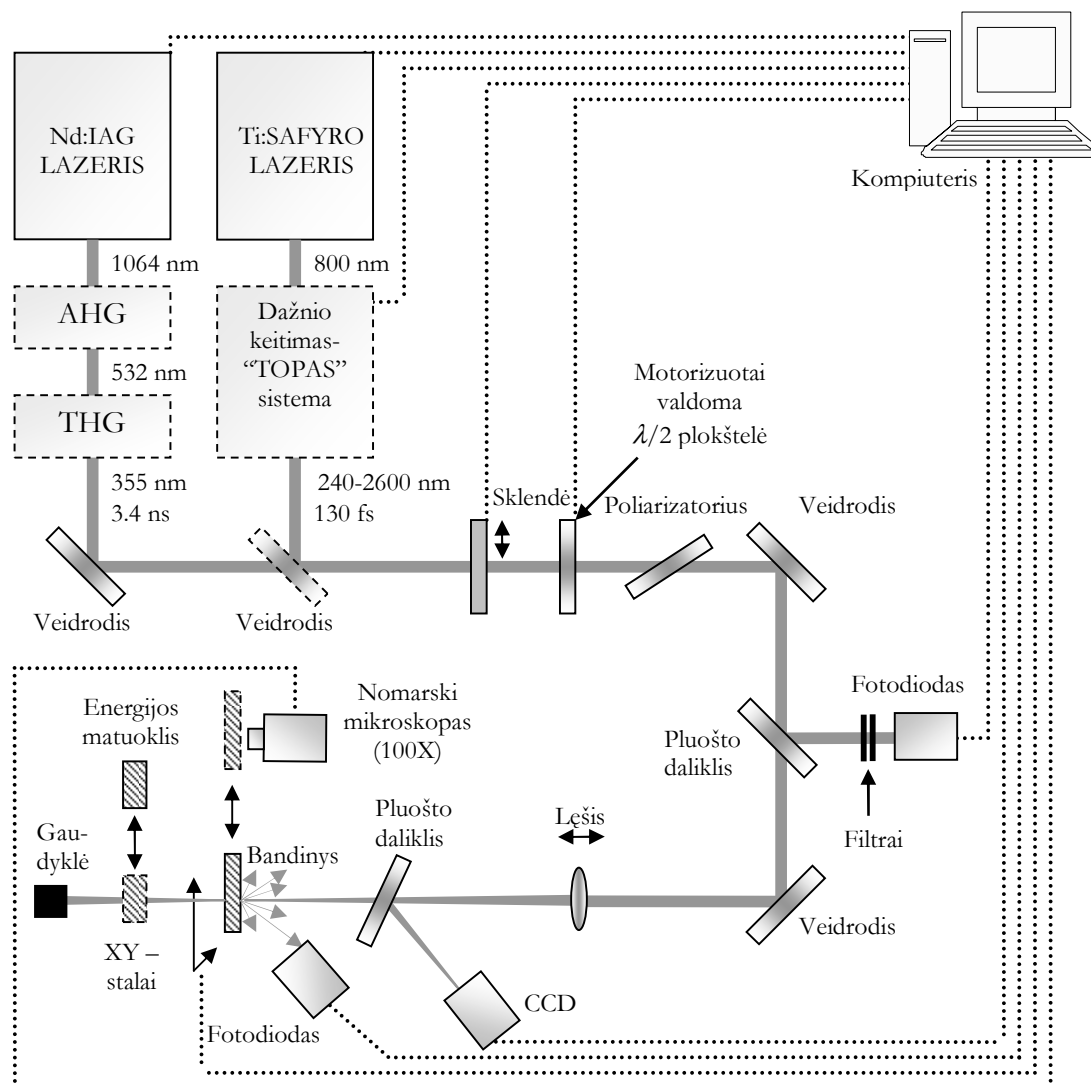 Nd:IAG
LAZERIS
Ti:SAFYRO
LAZERIS
Kompiuteris
1064 nm
800 nm
AHG
Dažnio
keitimas-
“TOPAS”
sistema
532 nm
THG
Motorizuotai
valdoma
λ/2 plokštelė
355 nm
3.4 ns
240-2600 nm
130 fs
Sklendė
Poliarizatorius
Veidrodis
Veidrodis
Veidrodis
Energijos
matuoklis
Nomarski
mikroskopas
(100X)
Fotodiodas
Pluošto
daliklis
Filtrai
Gau-
dyklė
Bandinys
Pluošto
daliklis
Lęšis
Veidrodis
XY –
stalai
Fotodiodas
CCD